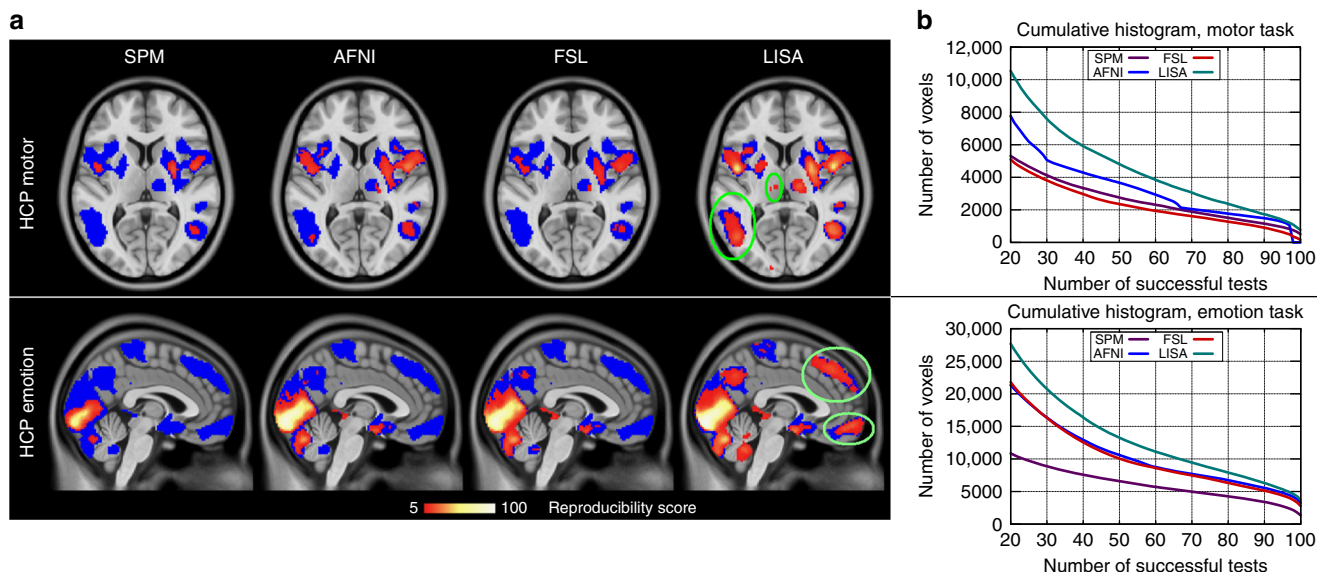 a
SPM AFNI FSL LISA
HCP motor
HCP emotion
5 100 Reproducibility score
b
Cumulative histogram, motor task
12,000
10,000
8000
6000
4000
2000
0
Number of voxels
SPM FSL
AFNI LISA
20 30 40 50 60 70 80 90 100
Number of successful tests
Cumulative histogram, emotion task
30,000
25,000
20,000
15,000
10,000
5000
0
Number of voxels
SPM FSL
AFNI LISA
20 30 40 50 60 70 80 90 100
Number of successful tests